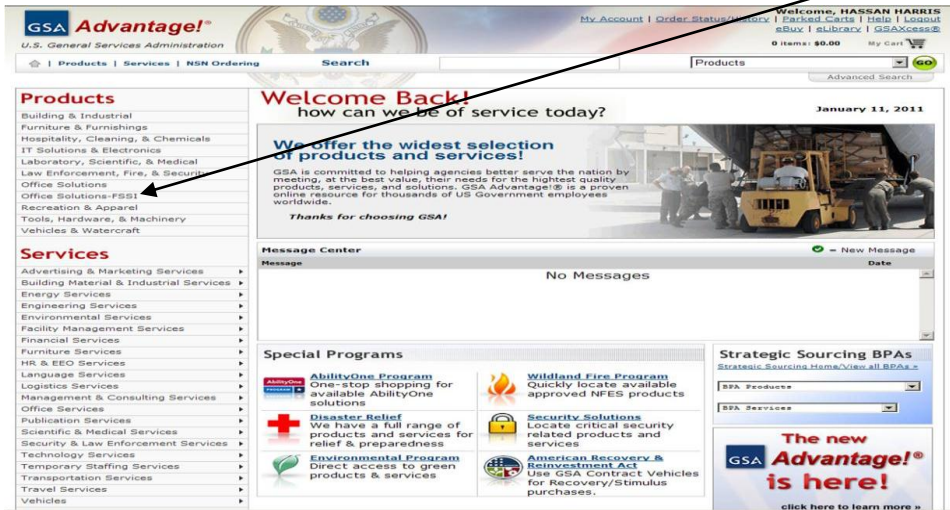 GSA Advantage!®
U.S. General Services Administration
Welcome, HASSAN HARRIS
My Account | Order Status/History | Parked Carts | Help | Logout
eBuy | eLibrary | GSAXcess®
0 items: $0.00 My Cart
| Products | Services | NSN Ordering
Search
Products
GO
Advanced Search
Products
Building & Industrial
Furniture & Furnishings
Hospitality, Cleaning, & Chemicals
IT Solutions & Electronics
Laboratory, Scientific, & Medical
Law Enforcement, Fire, & Security
Office Solutions
Office Solutions-FSSI
Recreation & Apparel
Tools, Hardware, & Machinery
Vehicles & Watercraft
Services
Advertising & Marketing Services
Building Material & Industrial Services
Energy Services
Engineering Services
Environmental Services
Facility Management Services
Financial Services
Furniture Services
HR & EEO Services
Language Services
Logistics Services
Management & Consulting Services
Office Services
Publication Services
Scientific & Medical Services
Security & Law Enforcement Services
Technology Services
Temporary Staffing Services
Transportation Services
Travel Services
Vehicles
Welcome Back!
how can we be of service today?
January 11, 2011
We offer the widest selection
of products and services!
GSA is committed to helping agencies better serve the nation by
meeting, at the best value, their needs for the highest quality
products, services, and solutions. GSA Advantage!® is a proven
online resource for thousands of US Government employees
worldwide.
Thanks for choosing GSA!
Message Center
= New Message
Message Date
No Messages
Special Programs
AbilityOne
PROGRAM
AbilityOne Program
One-stop shopping for
available AbilityOne
solutions
Disaster Relief
We have a full range of
products and services for
relief & preparedness
Environmental Program
Direct access to green
products & services
Wildland Fire Program
Quickly locate available
approved NFES products
Security Solutions
Locate critical security
related products and
services
American Recovery &
Reinvestment Act
Use GSA Contract Vehicles
for Recovery/Stimulus
purchases.
Strategic Sourcing BPAs
Strategic Sourcing Home/View all BPAs »
BPA Products
BPA Services
The new
GSA Advantage!®
is here!
click here to learn more »